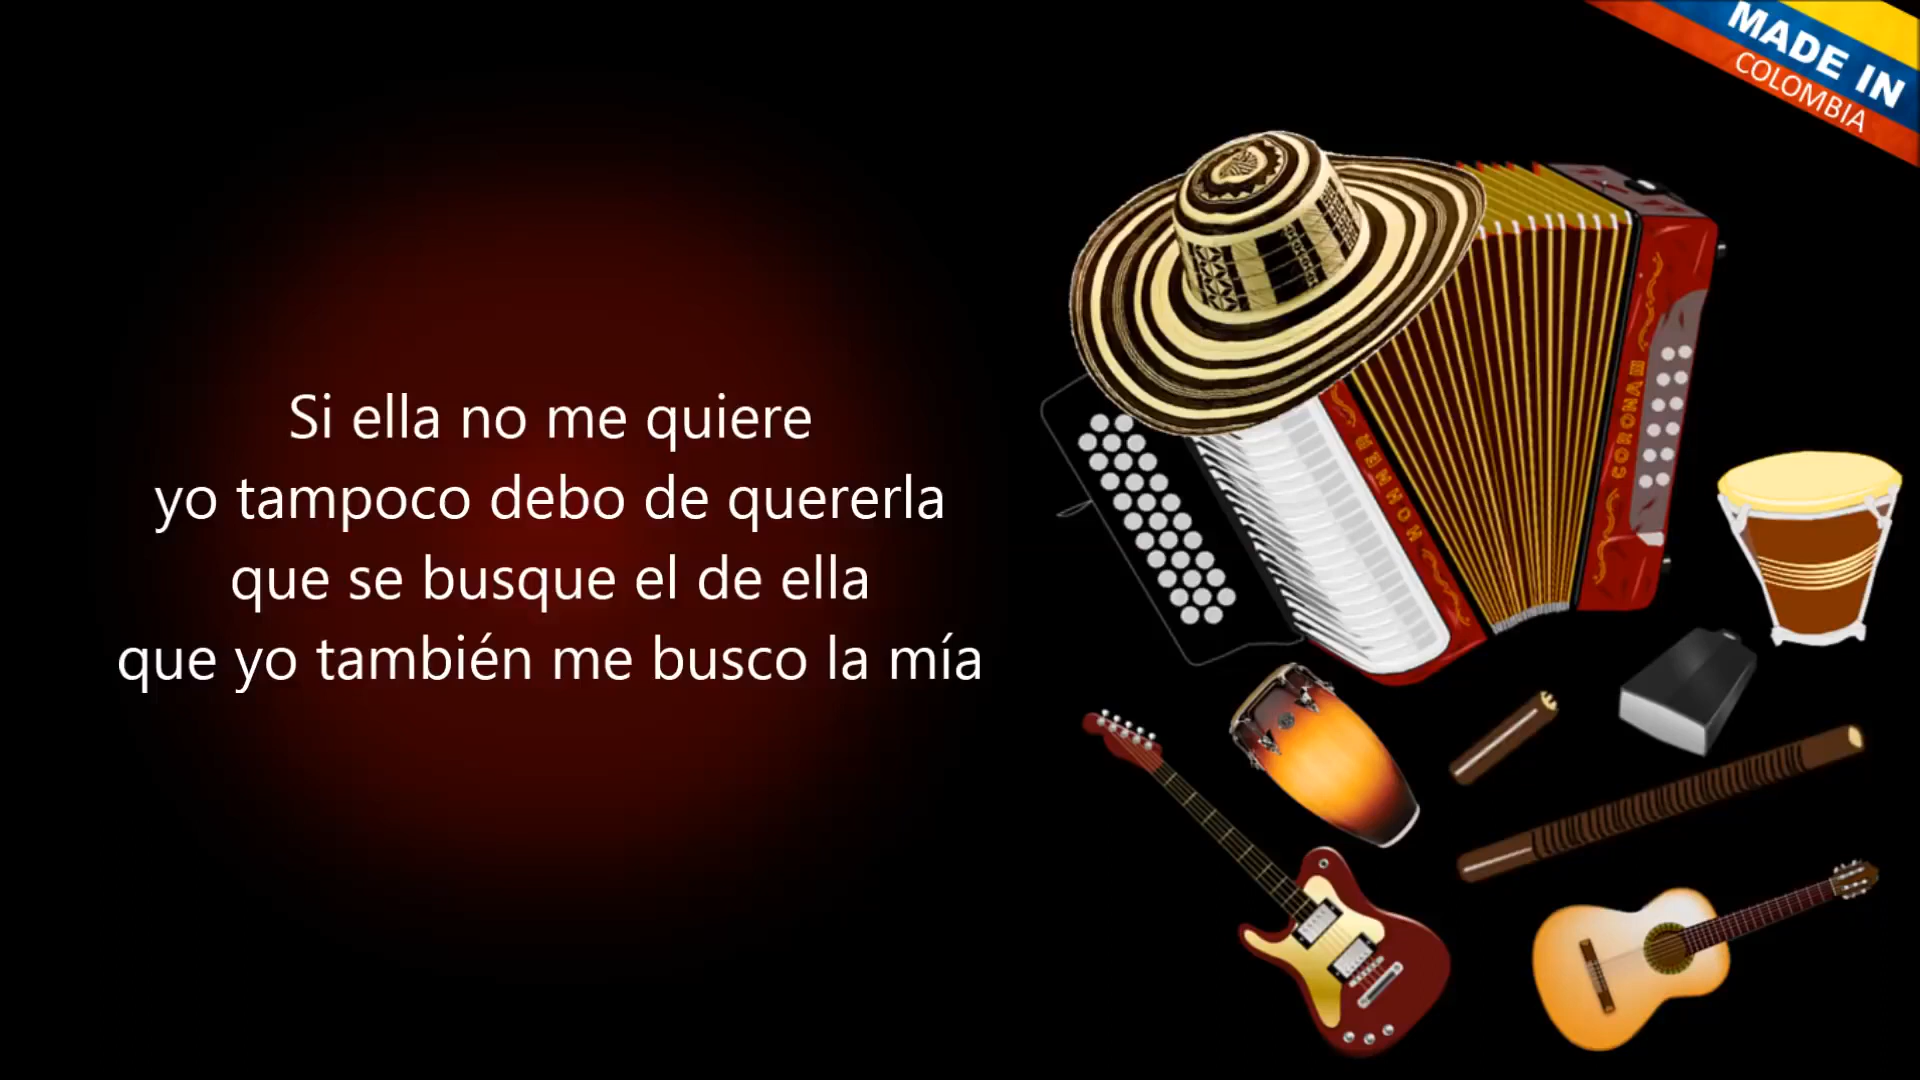 MADE IN
COLOMBIA
Si ella no me quiere
yo tampoco debo de quererla
que se busque el de ella
que yo también me busco la mía
HOHNER
CORONA III